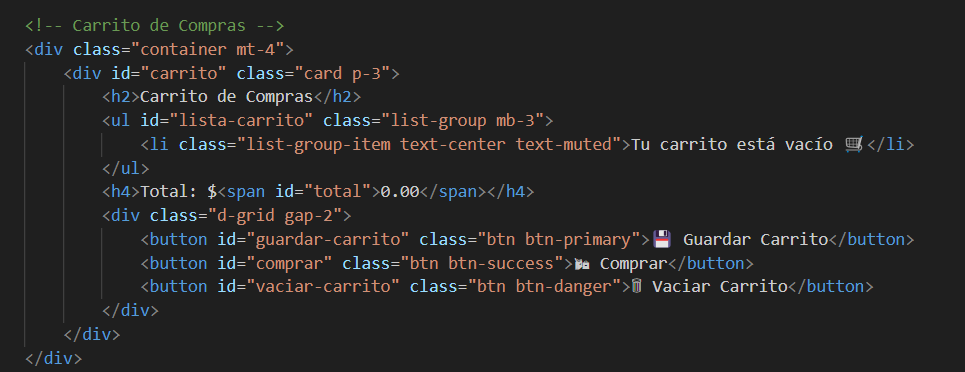 <!-- Carrito de Compras -->
<div class="container mt-4">
<div id="carrito" class="card p-3">
<h2>Carrito de Compras</h2>
<ul id="lista-carrito" class="list-group mb-3">
<li class="list-group-item text-center text-muted">Tu carrito está vacío 🛒</li>
</ul>
<h4>Total: $<span id="total">0.00</span></h4>
<div class="d-grid gap-2">
<button id="guardar-carrito" class="btn btn-primary">💾 Guardar Carrito</button>
<button id="comprar" class="btn btn-success">🛍 Comprar</button>
<button id="vaciar-carrito" class="btn btn-danger">🗑 Vaciar Carrito</button>
</div>
</div>
</div>